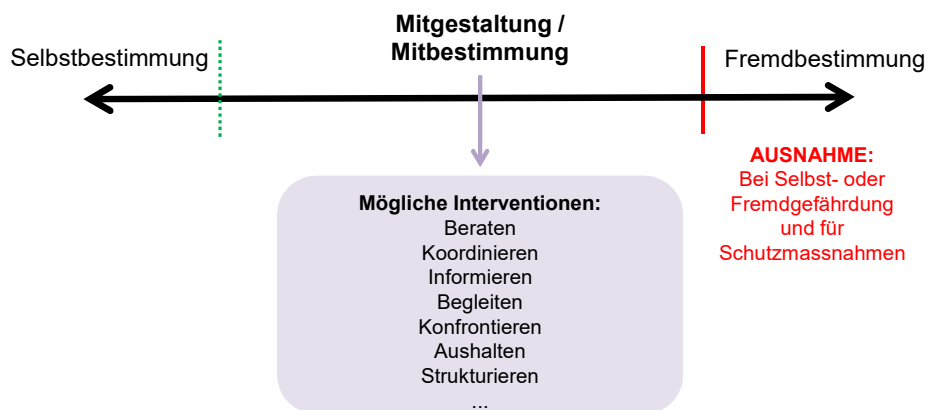 Mitgestaltung /
Mitbestimmung
Selbstbestimmung
Fremdbestimmung
AUSNAHME:
Bei Selbst- oder
Fremdgefährdung
und für
Schutzmassnahmen
Mögliche Interventionen:
Beraten
Koordinieren
Informieren
Begleiten
Konfrontieren
Aushalten
Strukturieren
...